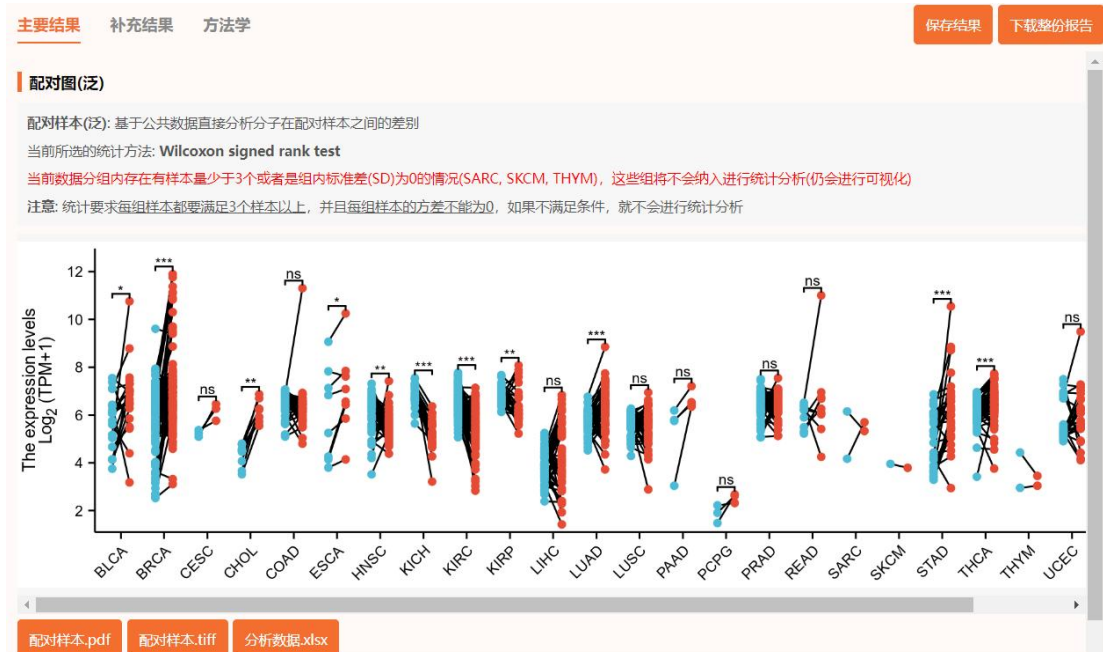 主要结果 补充结果 方法学 保存结果 下载整份报告
配对图(泛)
配对样本(泛): 基于公共数据直接分析分子在配对样本之间的差别
当前所选的统计方法: Wilcoxon signed rank test
当前数据分组内存在有样本量少于3个或者是组内标准差(SD)为0的情况(SARC, SKCM, THYM)，这些组将不会纳入进行统计分析(仍会进行可视化)
注意: 统计要求每组样本都要满足3个样本以上，并且每组样本的方差不能为0，如果不满足条件，就不会进行统计分析
The expression levels
Log2 (TPM+1)
12
10
8
6
4
2
* *** ns ** ns * ** *** *** ** ns *** ns ns ns ns ns *** *** ns
BLCA BRCA CESC CHOL COAD ESCA HNSC KICH KIRC KIRP LIHC LUAD LUSC PAAD PCPG PRAD READ SARC SKCM STAD THCA THYM UCEC
配对样本.pdf 配对样本.tiff 分析数据.xlsx